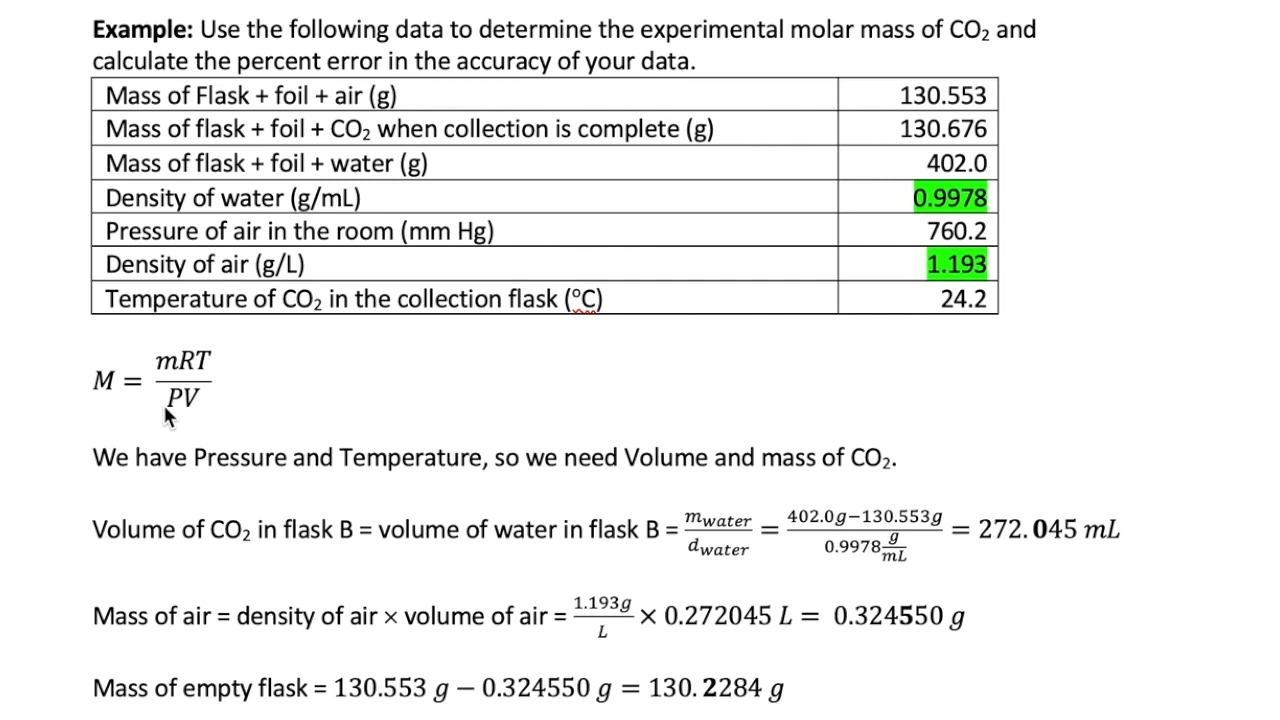 Example: Use the following data to determine the experimental molar mass of CO₂ and
calculate the percent error in the accuracy of your data.
Mass of Flask + foil + air (g) 130.553
Mass of flask + foil + CO₂ when collection is complete (g) 130.676
Mass of flask + foil + water (g) 402.0
Density of water (g/mL) 0.9978
Pressure of air in the room (mm Hg) 760.2
Density of air (g/L) 1.193
Temperature of CO₂ in the collection flask (°C) 24.2
M = mRT / PV
We have Pressure and Temperature, so we need Volume and mass of CO₂.
Volume of CO₂ in flask B = volume of water in flask B = m_water / d_water = (402.0g−130.553g) / (0.9978 g/mL) = 272.045 mL
Mass of air = density of air × volume of air = 1.193g / L × 0.272045 L = 0.324550 g
Mass of empty flask = 130.553 g − 0.324550 g = 130.2284 g